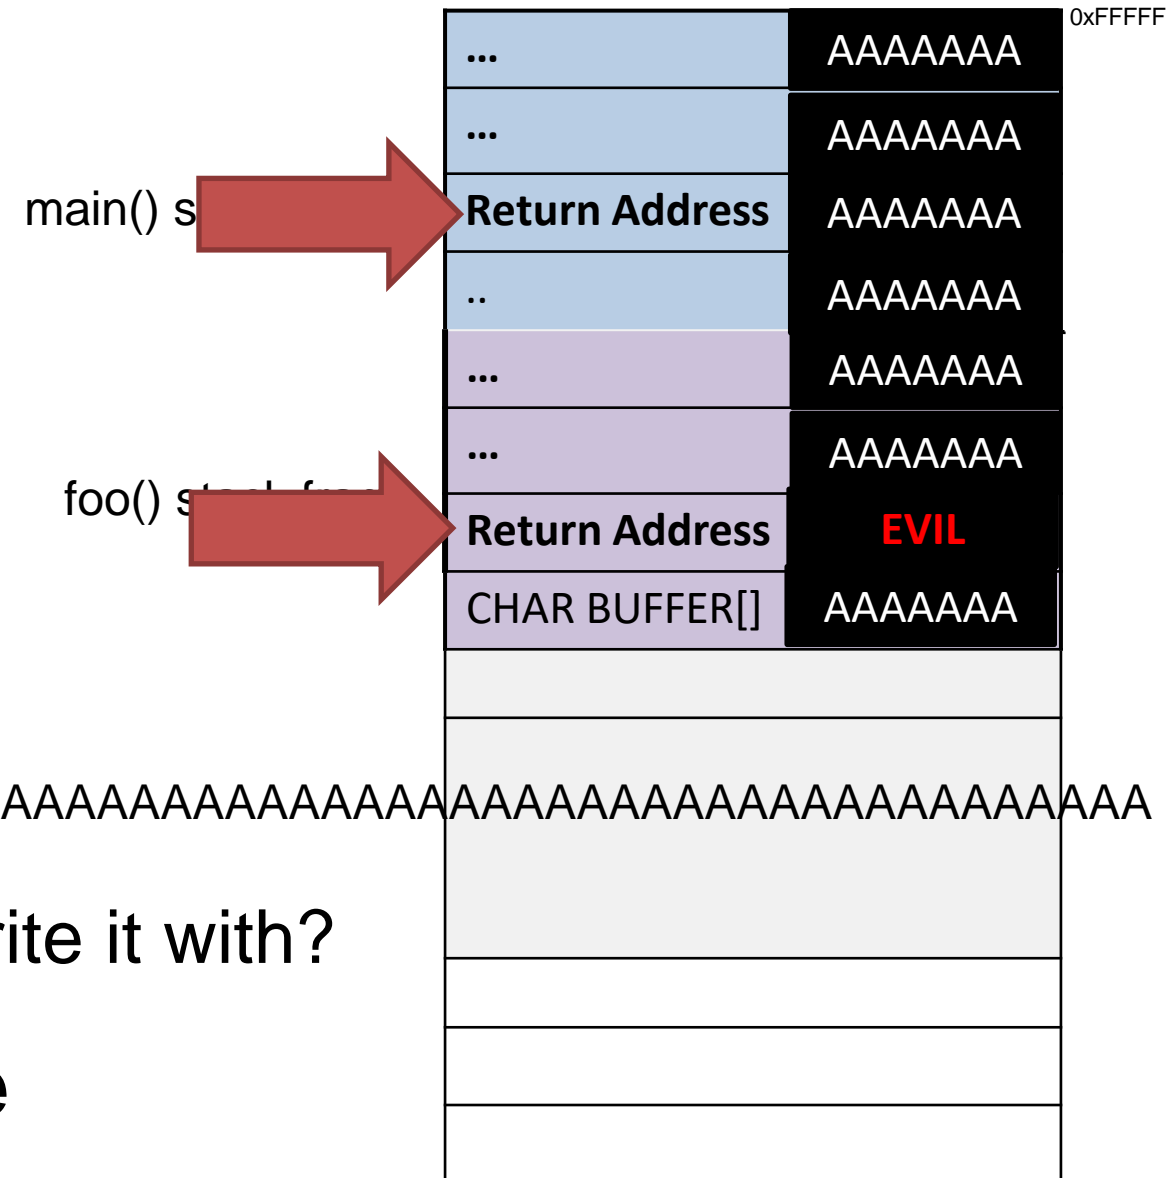 0xFFFFF
... AAAAAAA
... AAAAAAA
main() s Return Address AAAAAAA
.. AAAAAAA
... AAAAAAA
... AAAAAAA
foo() Return Address EVIL
CHAR BUFFER[] AAAAAAA
AAAAAAAAAAAAAAAAAAAAAAAAAAAAAAAAAAAA
rite it with?
e